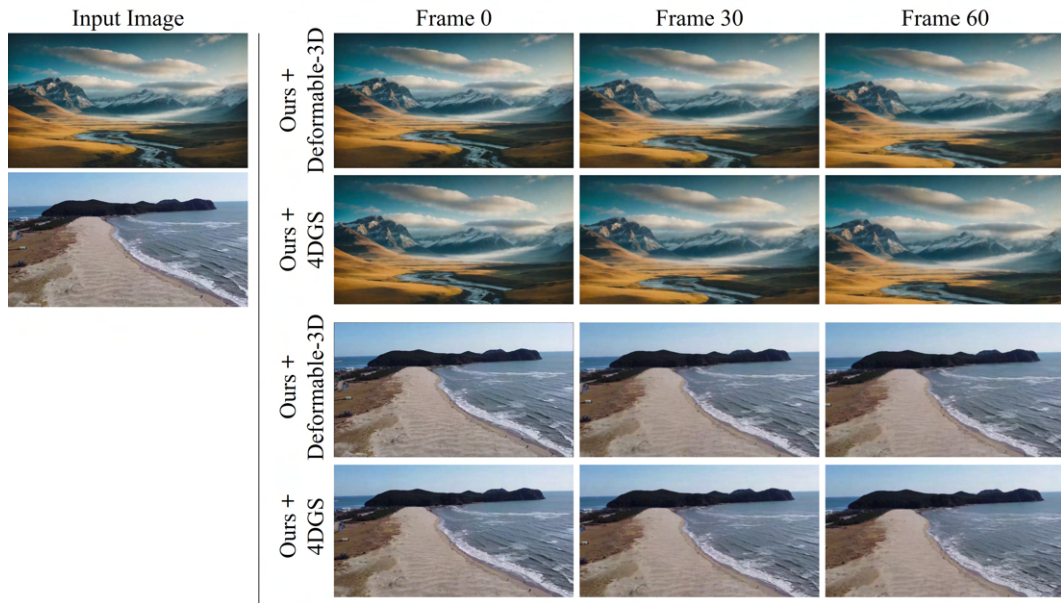 Input Image
Frame 0
Frame 30
Frame 60
Ours +
Deformable-3D
Ours +
4DGS
Ours +
Deformable-3D
Ours +
4DGS